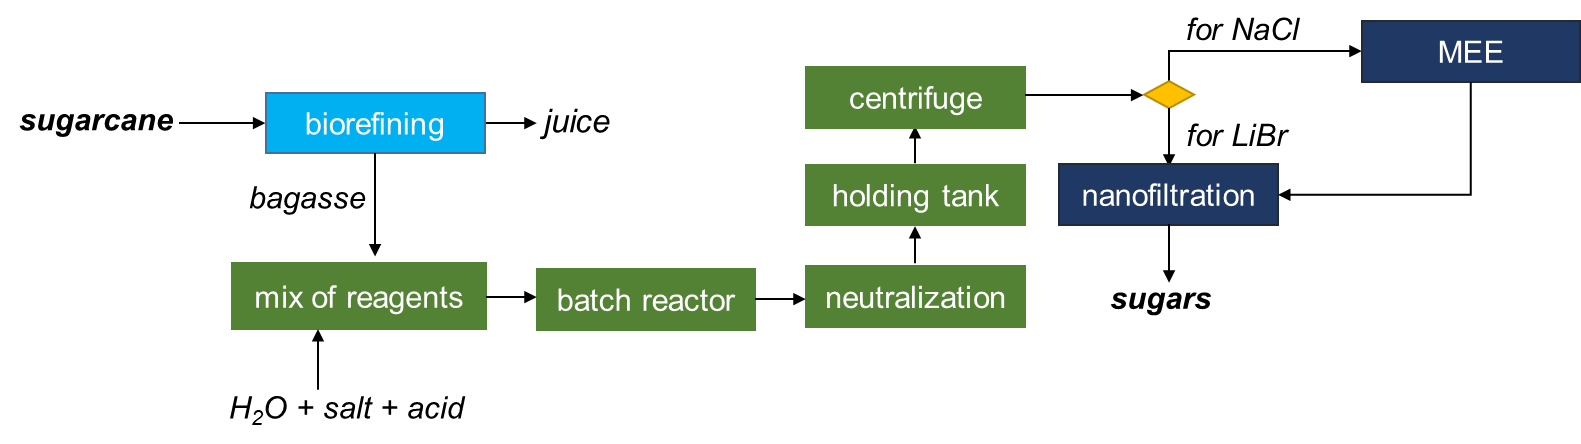 for NaCl
MEE
centrifuge
sugarcane
biorefining
juice
for LiBr
bagasse
holding tank
nanofiltration
mix of reagents
batch reactor
neutralization
sugars
H₂O + salt + acid